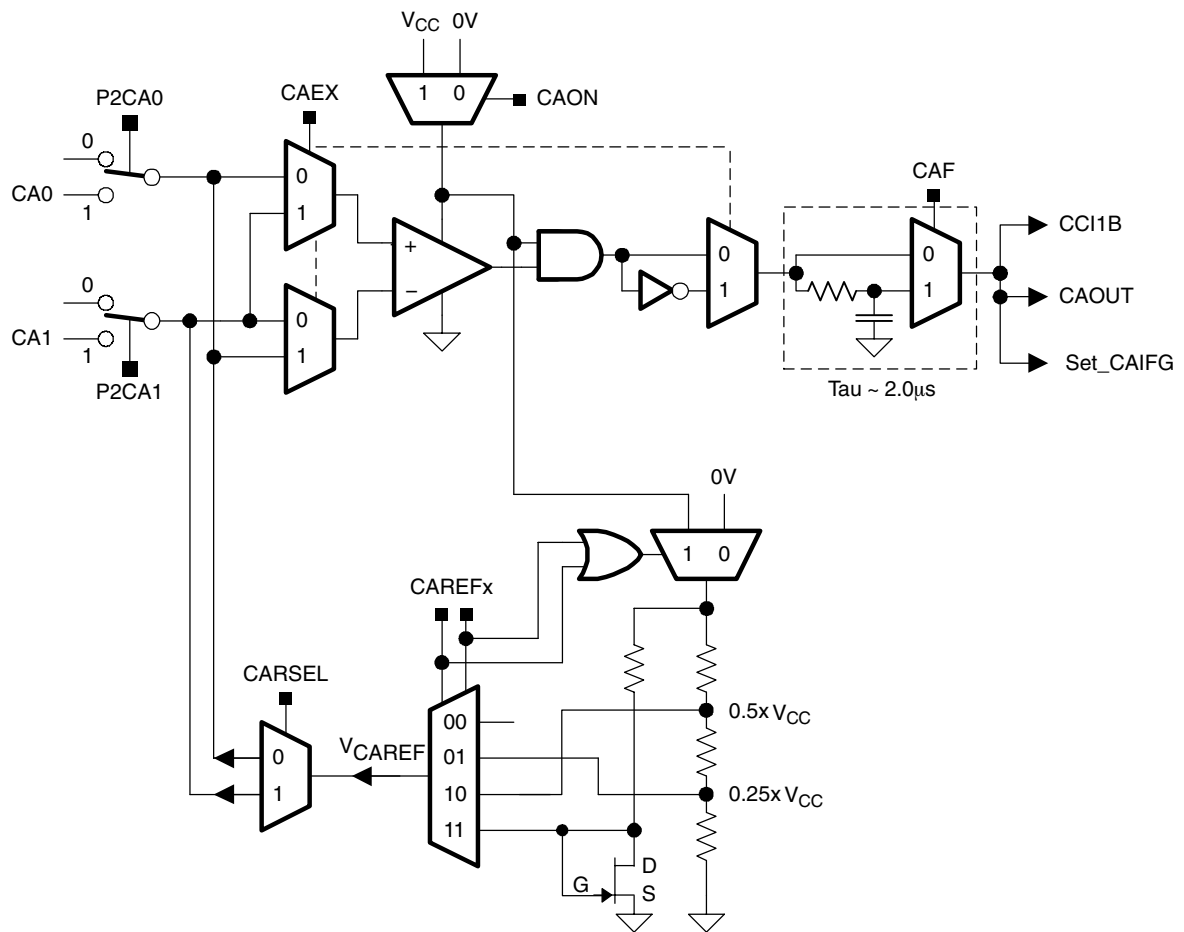 VCC 0V
1 0
CAON
P2CA0
CAEX
0
CA0
1
0
1
+
−
0
CA1
1
P2CA1
0
1
0
1
CAF
0
1
Tau ~ 2.0μs
CCI1B
CAOUT
Set_CAIFG
0V
1 0
CAREFx
CARSEL
0
1
VCAREF
00
01
10
11
0.5x VCC
0.25x VCC
D
G
S